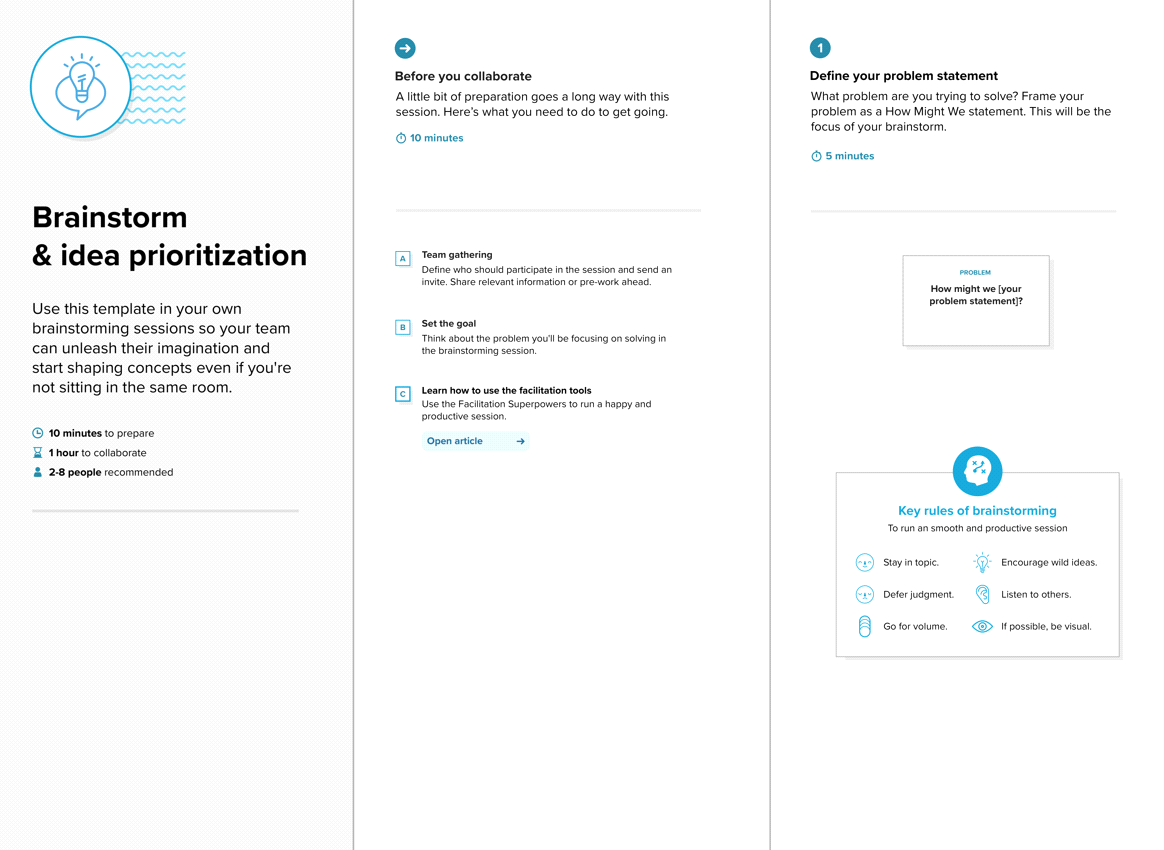 Brainstorm
& idea prioritization
Use this template in your own
brainstorming sessions so your team
can unleash their imagination and
start shaping concepts even if you're
not sitting in the same room.
10 minutes to prepare
1 hour to collaborate
2-8 people recommended
Before you collaborate
A little bit of preparation goes a long way with this
session. Here's what you need to do to get going.
10 minutes
A
Team gathering
Define who should participate in the session and send an
invite. Share relevant information or pre-work ahead.
B
Set the goal
Think about the problem you'll be focusing on solving in
the brainstorming session.
C
Learn how to use the facilitation tools
Use the Facilitation Superpowers to run a happy and
productive session.
Open article
1
Define your problem statement
What problem are you trying to solve? Frame your
problem as a How Might We statement. This will be the
focus of your brainstorm.
5 minutes
PROBLEM
How might we [your
problem statement]?
Key rules of brainstorming
To run an smooth and productive session
Stay in topic.
Encourage wild ideas.
Defer judgment.
Listen to others.
Go for volume.
If possible, be visual.